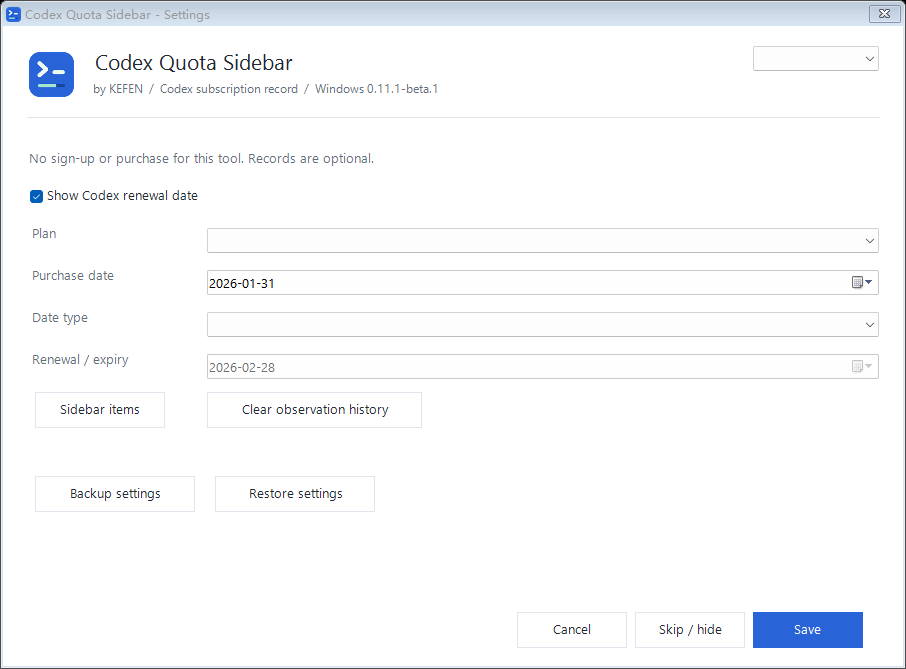 Codex Quota Sidebar - Settings
Codex Quota Sidebar
by KEFEN / Codex subscription record / Windows 0.11.1-beta.1
No sign-up or purchase for this tool. Records are optional.
Show Codex renewal date
Plan
Purchase date 2026-01-31
Date type
Renewal / expiry 2026-02-28
Sidebar items Clear observation history
Backup settings Restore settings
Cancel Skip / hide Save